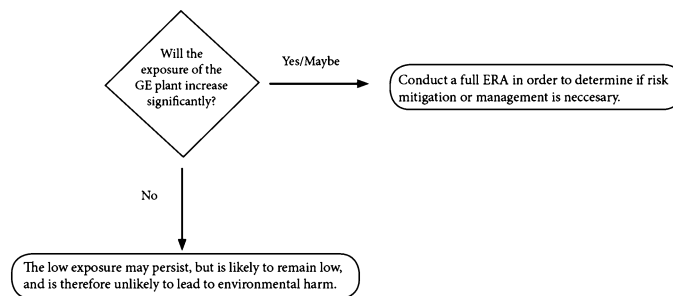 Will the
exposure of the
GE plant increase
significantly?
Yes/Maybe
Conduct a full ERA in order to determine if risk
mitigation or management is neccesary.
No
The low exposure may persist, but is likely to remain low,
and is therefore unlikely to lead to environmental harm.